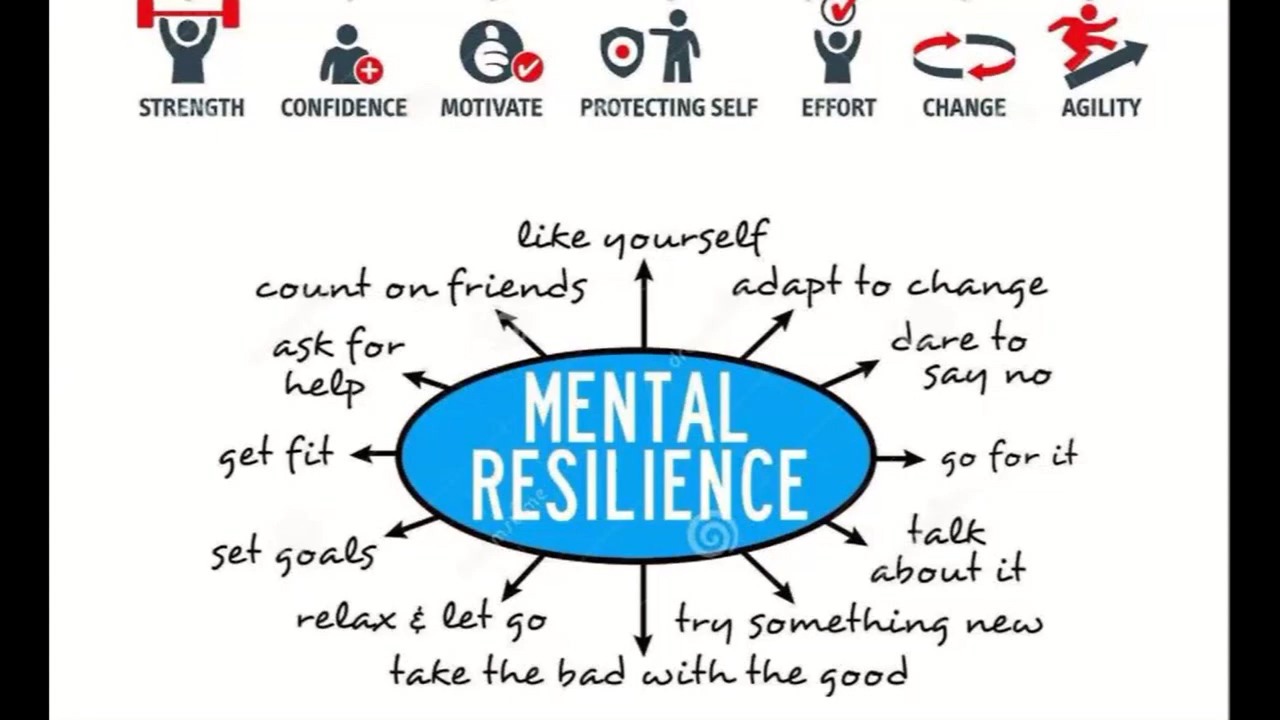 STRENGTH CONFIDENCE MOTIVATE PROTECTING SELF EFFORT CHANGE AGILITY
like yourself
count on friends
adapt to change
ask for
help
dare to
say no
MENTAL
RESILIENCE
get fit
go for it
set goals
talk
about it
relax & let go
try something new
take the bad with the good